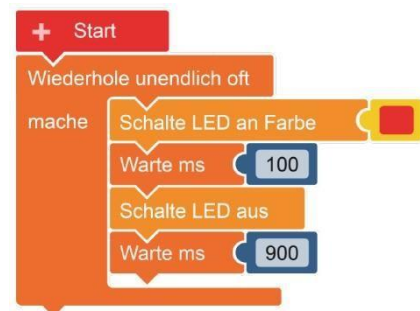 + Start
Wiederhole unendlich oft
mache Schalte LED an Farbe
Warte ms 100
Schalte LED aus
Warte ms 900